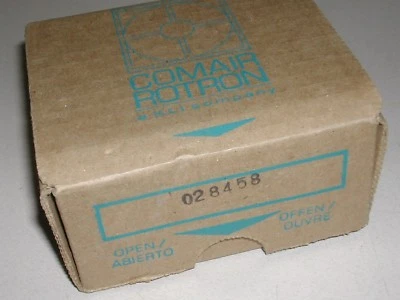 COMAIR
ROTRON
028458
OPEN/
ABIERTO
OFFEN/
OUVRE